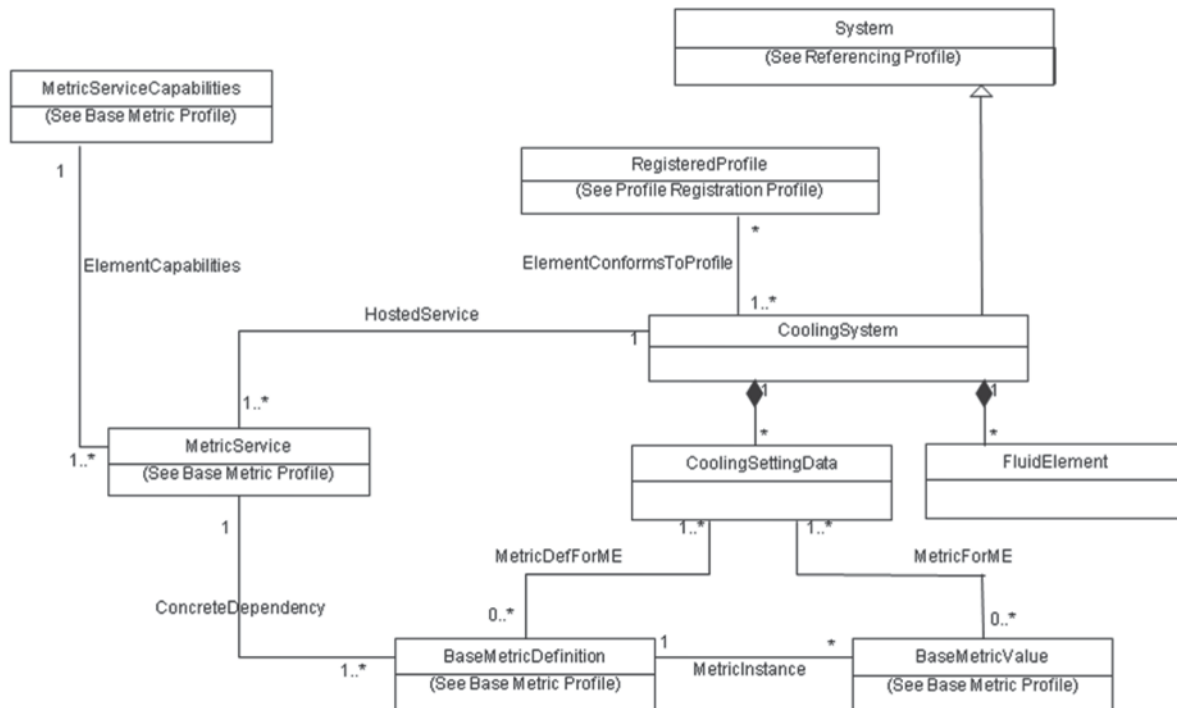 System
(See Referencing Profile)
MetricServiceCapabilities
(See Base Metric Profile)
1
RegisteredProfile
(See Profile Registration Profile)
*
ElementCapabilities
ElementConformsToProfile
1..*
HostedService
1
CoolingSystem
1
1
1..*
*
*
MetricService
(See Base Metric Profile)
1..*
CoolingSettingData
FluidElement
1
1..*
1..*
MetricDefForME
MetricForME
ConcreteDependency
0..*
0..*
1..*
BaseMetricDefinition
(See Base Metric Profile)
1
MetricInstance
*
BaseMetricValue
(See Base Metric Profile)